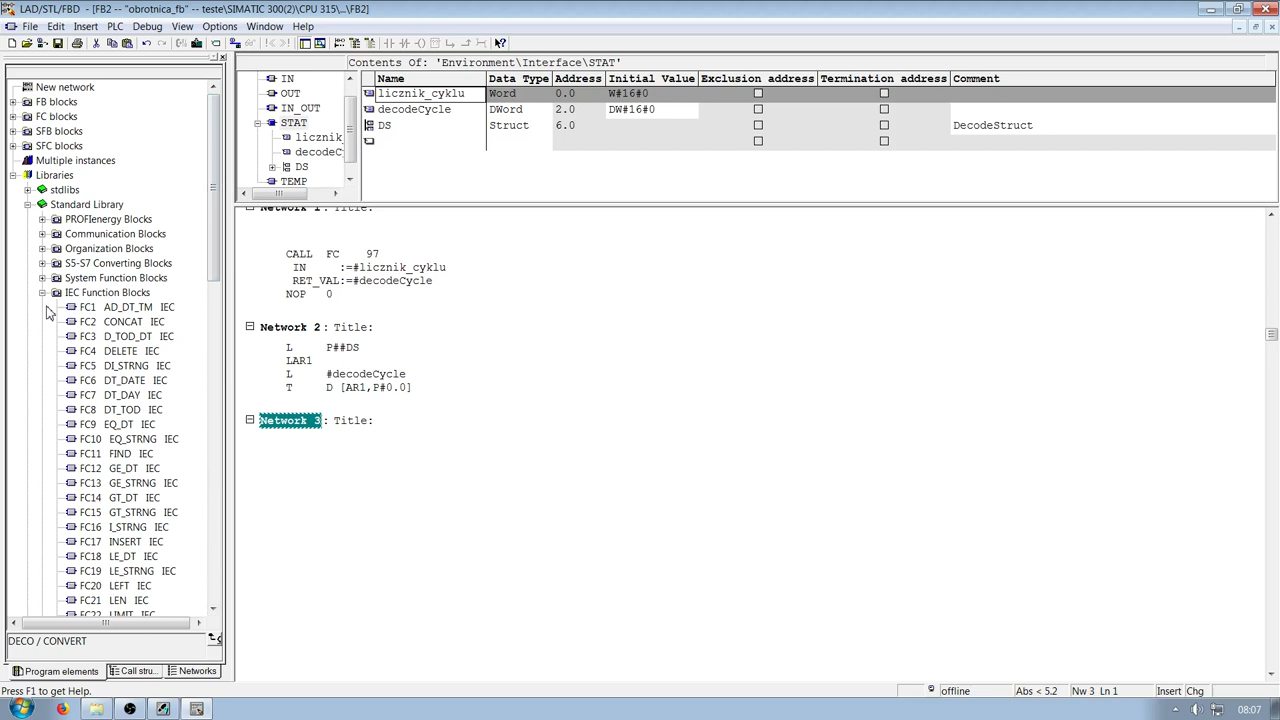 LAD/STL/FBD - [FB2 -- "obrotnica_fb" -- teste\SIMATIC 300(2)\CPU 315\...\FB2]
File Edit Insert PLC Debug View Options Window Help
New network
FB blocks
FC blocks
SFB blocks
SFC blocks
Multiple instances
Libraries
stdlibs
Standard Library
PROFIenergy Blocks
Communication Blocks
Organization Blocks
S5-S7 Converting Blocks
System Function Blocks
IEC Function Blocks
FC1 AD_DT_TM IEC
FC2 CONCAT IEC
FC3 D_TOD_DT IEC
FC4 DELETE IEC
FC5 DI_STRNG IEC
FC6 DT_DATE IEC
FC7 DT_DAY IEC
FC8 DT_TOD IEC
FC9 EQ_DT IEC
FC10 EQ_STRNG IEC
FC11 FIND IEC
FC12 GE_DT IEC
FC13 GE_STRNG IEC
FC14 GT_DT IEC
FC15 GT_STRNG IEC
FC16 I_STRNG IEC
FC17 INSERT IEC
FC18 LE_DT IEC
FC19 LE_STRNG IEC
FC20 LEFT IEC
FC21 LEN IEC
FC22 LIMIT IEC
DECO / CONVERT
Program elements Call stru... Networks
Contents Of: 'Environment\Interface\STAT'
IN
OUT
IN_OUT
STAT
licznik_
decodeC
DS
TEMP
Name Data Type Address Initial Value Exclusion address Termination address Comment
licznik_cyklu Word 0.0 W#16#0
decodeCycle DWord 2.0 DW#16#0
DS Struct 6.0 DecodeStruct
Network 1: Title:
CALL FC 97
IN :=#licznik_cyklu
RET_VAL:=#decodeCycle
NOP 0
Network 2: Title:
L P##DS
LAR1
L #decodeCycle
T D [AR1,P#0.0]
Network 3: Title:
Press F1 to get Help.
offline Abs < 5.2 Nw 3 Ln 1 Insert Chg
08:07